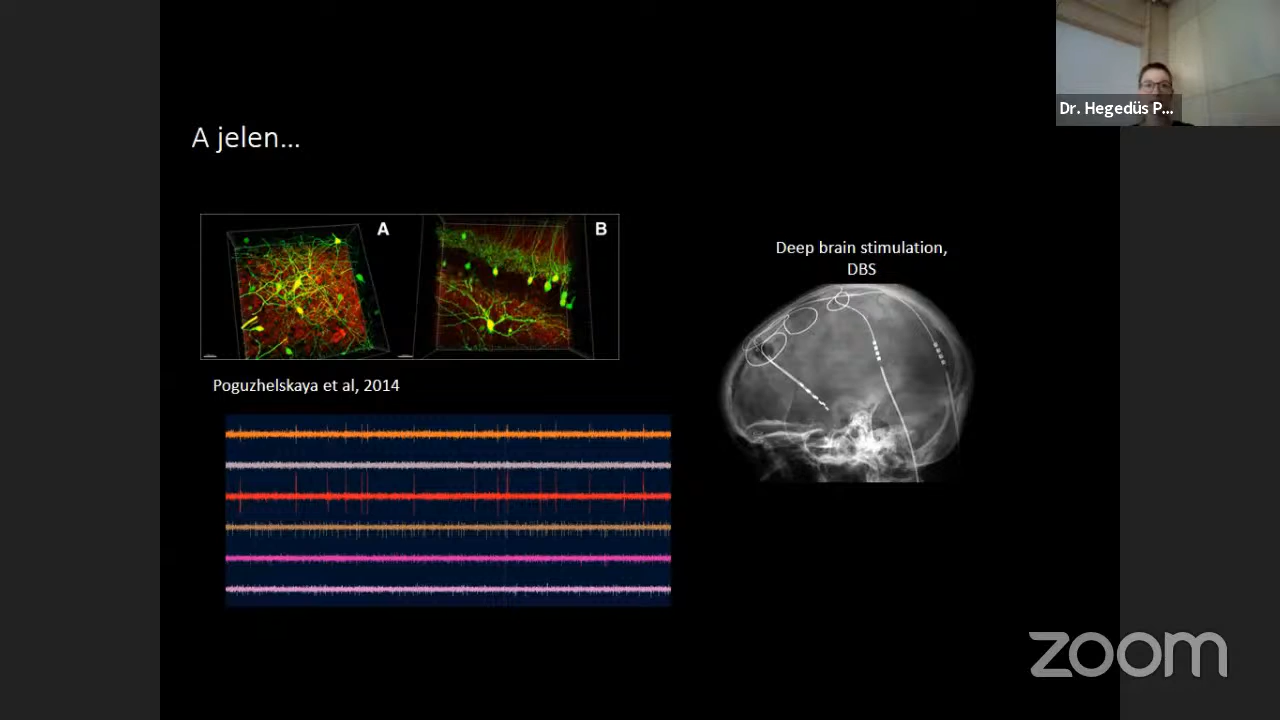 Dr. Hegedüs P...
A jelen...
A
B
Deep brain stimulation,
DBS
Poguzhelskaya et al, 2014
zoom